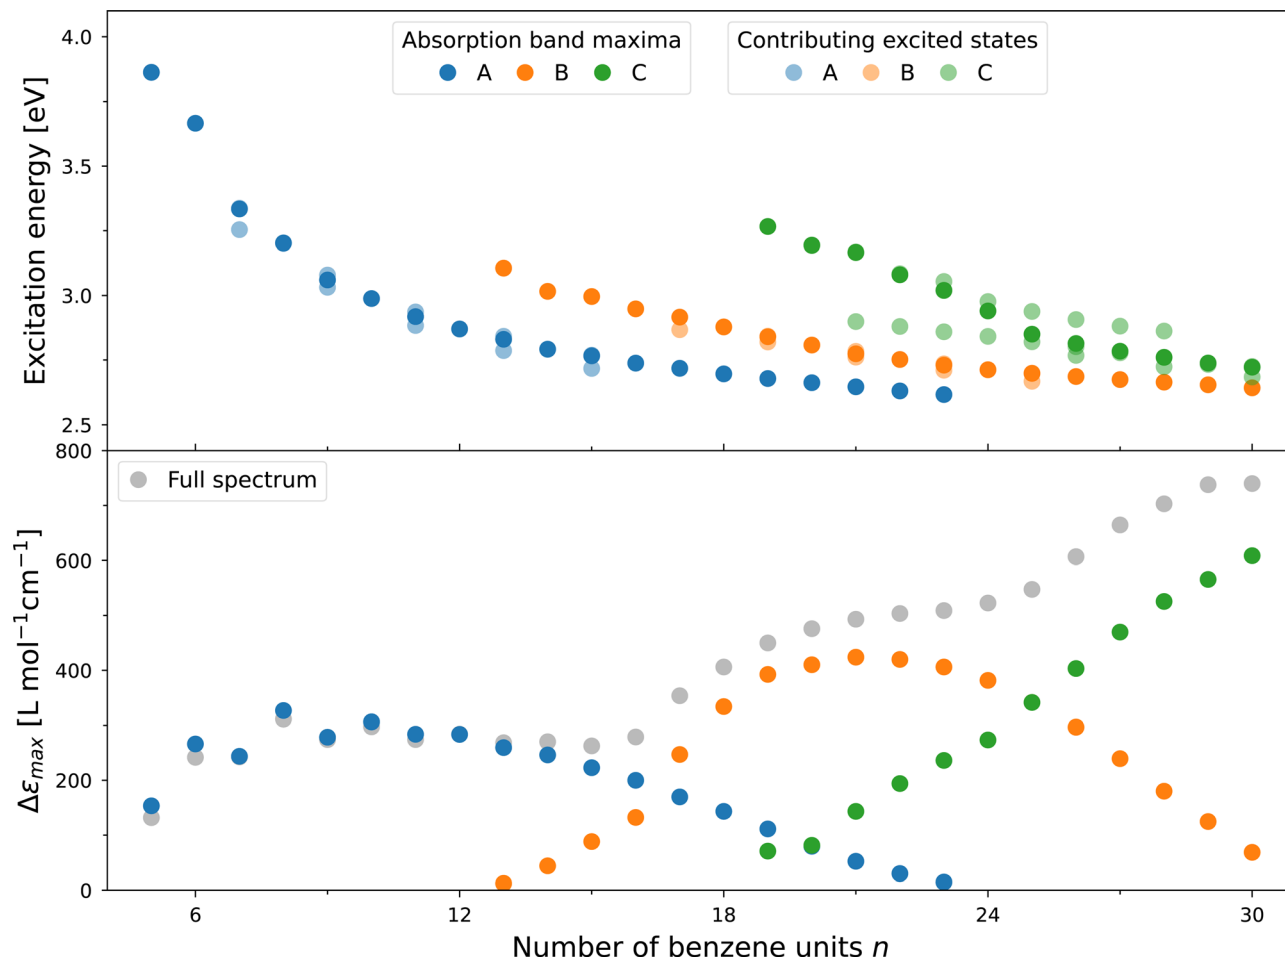 Absorption band maxima
A B C
Contributing excited states
A B C
Excitation energy [eV]
4.0
3.5
3.0
2.5
Full spectrum
Δε_max [L mol⁻¹cm⁻¹]
800
600
400
200
0
6 12 18 24 30
Number of benzene units n